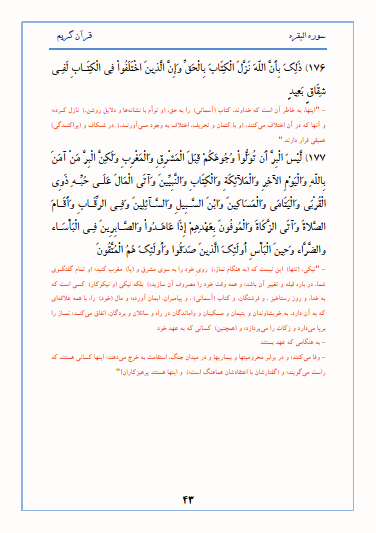 سوره البقره
قرآن کریم
۱۷۶) ذَلِكَ بِأَنَّ اللّهَ نَزَّلَ الْكِتَابَ بِالْحَقِّ وَإِنَّ الَّذِينَ اخْتَلَفُواْ فِي الْكِتَابِ لَفِي
شِقَاقٍ بَعِيدٍ
– "اینها، به خاطر آن است که خداوند، کتاب (آسمانی) را به حق، (و توأم با نشانه‌ها و دلایل روشن،) نازل کرده؛
و آنها که در آن اختلاف می‌کنند، (و با کتمان و تحریف، اختلاف به وجود می‌آورند،) در شکاف و (پراکندگی)
عمیقی قرار دارند."
۱۷۷) لَّيْسَ الْبِرَّ أَن تُوَلُّواْ وُجُوهَكُمْ قِبَلَ الْمَشْرِقِ وَالْمَغْرِبِ وَلَكِنَّ الْبِرَّ مَنْ آمَنَ
بِاللّهِ وَالْيَوْمِ الآخِرِ وَالْمَلآئِكَةِ وَالْكِتَابِ وَالنَّبِيِّينَ وَآتَى الْمَالَ عَلَى حُبِّهِ ذَوِي
الْقُرْبَى وَالْيَتَامَى وَالْمَسَاكِينَ وَابْنَ السَّبِيلِ وَالسَّآئِلِينَ وَفِي الرِّقَابِ وَأَقَامَ
الصَّلاةَ وَآتَى الزَّكَاةَ وَالْمُوفُونَ بِعَهْدِهِمْ إِذَا عَاهَدُواْ وَالصَّابِرِينَ فِي الْبَأْسَاء
والضَّرَّاء وَحِينَ الْبَأْسِ أُولَئِكَ الَّذِينَ صَدَقُوا وَأُولَئِكَ هُمُ الْمُتَّقُونَ
– "نیکی، (تنها) این نیست که (به هنگام نماز،) روی خود را به سوی مشرق و (یا) مغرب کنید؛ (و تمام گفتگوی
شما، در باره قبله و تغییر آن باشد؛ و همه وقت خود را مصروف آن سازید؛) بلکه نیکی (و نیکوکار) کسی است که
به خدا، و روز رستاخیز، و فرشتگان، و کتاب (آسمانی)، و پیامبران، ایمان آورده؛ و مال (خود) را، با همه علاقه‌ای
که به آن دارد، به خویشاوندان و یتیمان و مسکینان و واماندگان در راه و سائلان و بردگان، انفاق می‌کند؛ نماز را
برپا می‌دارد و زکات را می‌پردازد؛ و (همچنین) کسانی که به عهد خود
– به هنگامی که عهد بستند
– وفا می‌کنند؛ و در برابر محرومیتها و بیماریها و در میدان جنگ، استقامت به خرج می‌دهند؛ اینها کسانی هستند که
راست می‌گویند؛ و (گفتارشان با اعتقادشان هماهنگ است؛) و اینها هستند پرهیزکاران!"
۴۳